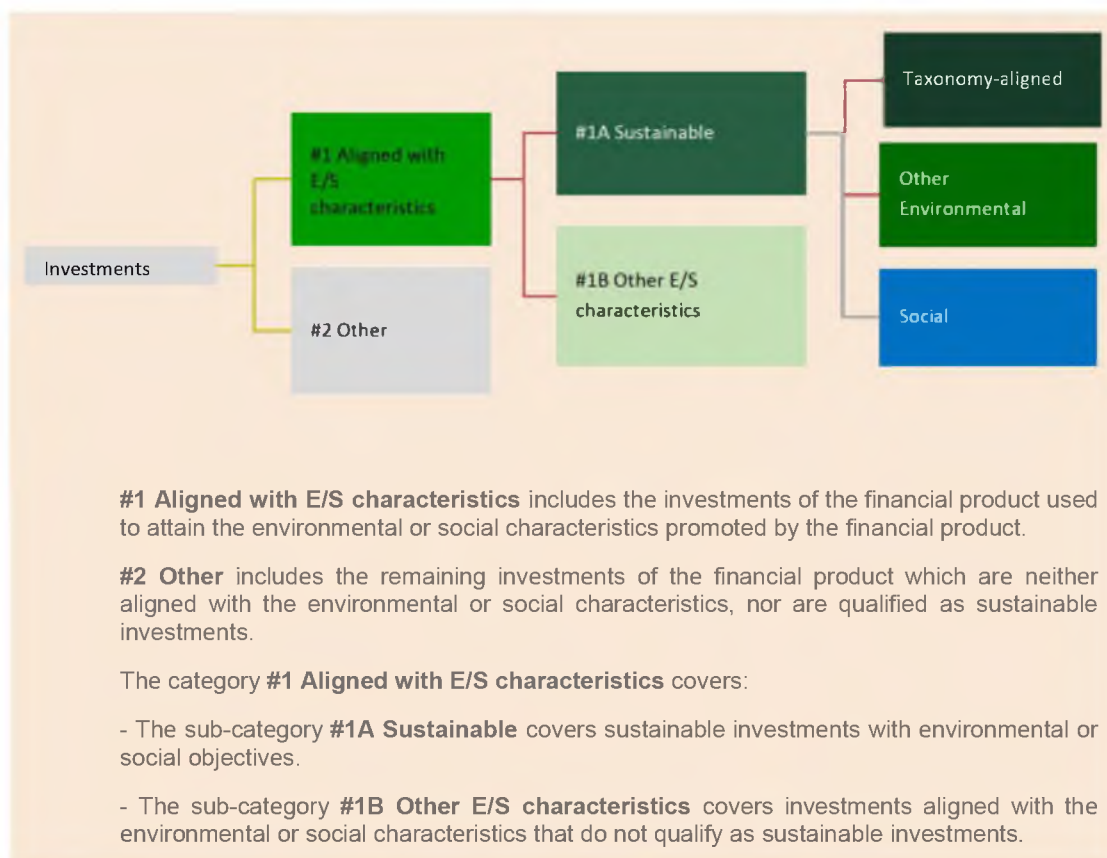 Taxonomy-aligned
#1A Sustainable
#1 Aligned with
E/S
characteristics
Other
Environmental
Investments
#1B Other E/S
characteristics
#2 Other
Social
#1 Aligned with E/S characteristics includes the investments of the financial product used
to attain the environmental or social characteristics promoted by the financial product.
#2 Other includes the remaining investments of the financial product which are neither
aligned with the environmental or social characteristics, nor are qualified as sustainable
investments.
The category #1 Aligned with E/S characteristics covers:
- The sub-category #1A Sustainable covers sustainable investments with environmental or
social objectives.
- The sub-category #1B Other E/S characteristics covers investments aligned with the
environmental or social characteristics that do not qualify as sustainable investments.